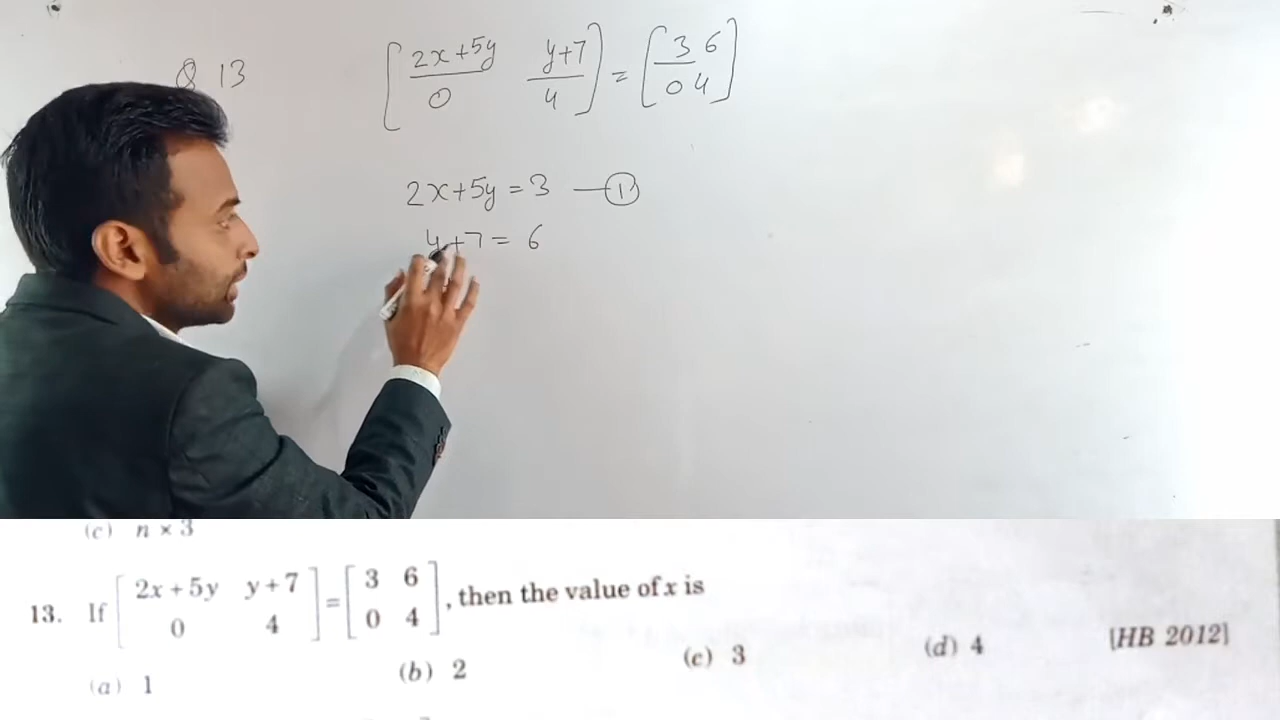 Q 13
[2x+5y y+7] = [3 6]
[0 4] [0 4]
2x+5y = 3 —①
y+7 = 6
(c) n × 3
13. If [2x + 5y y + 7] = [3 6], then the value of x is
[0 4] [0 4]
[HB 2012]
(a) 1 (b) 2 (c) 3 (d) 4